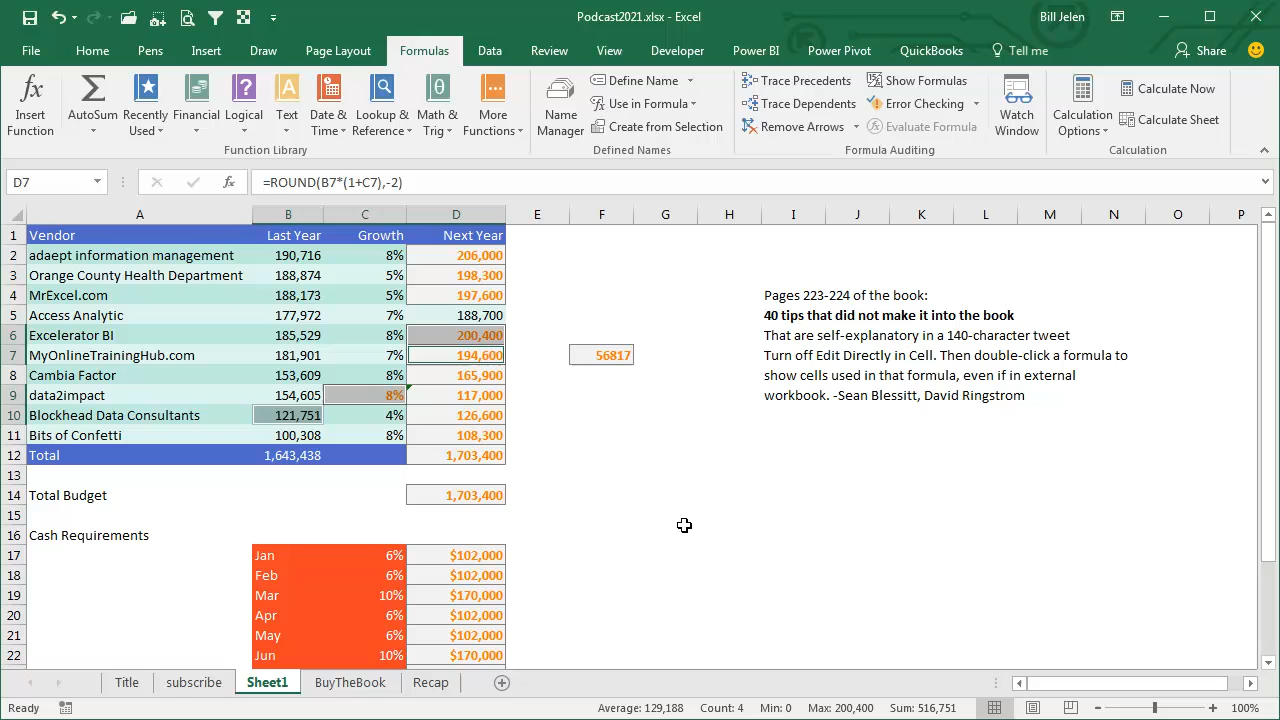 Podcast2021.xlsx - Excel
Bill Jelen
File Home Pens Insert Draw Page Layout Formulas Data Review View Developer Power BI Power Pivot QuickBooks Tell me Share
Insert Function
AutoSum
Recently Used
Financial
Logical
Text
Date & Time
Lookup & Reference
Math & Trig
More Functions
Function Library
Name Manager
Define Name
Use in Formula
Create from Selection
Defined Names
Trace Precedents
Trace Dependents
Remove Arrows
Show Formulas
Error Checking
Evaluate Formula
Formula Auditing
Watch Window
Calculation Options
Calculate Now
Calculate Sheet
Calculation
D7 fx =ROUND(B7*(1+C7),-2)
A B C D E F G H I J K L M N O P
1 Vendor Last Year Growth Next Year
2 adaept information management 190,716 8% 206,000
3 Orange County Health Department 188,874 5% 198,300
4 MrExcel.com 188,173 5% 197,600 Pages 223-224 of the book:
5 Access Analytic 177,972 7% 188,700 40 tips that did not make it into the book
6 Excelerator BI 185,529 8% 200,400 That are self-explanatory in a 140-character tweet
7 MyOnlineTrainingHub.com 181,901 7% 194,600 56817 Turn off Edit Directly in Cell. Then double-click a formula to
8 Cambia Factor 153,609 8% 165,900 show cells used in that formula, even if in external
9 data2impact 154,605 8% 117,000 workbook. -Sean Blessitt, David Ringstrom
10 Blockhead Data Consultants 121,751 4% 126,600
11 Bits of Confetti 100,308 8% 108,300
12 Total 1,643,438 1,703,400
13
14 Total Budget 1,703,400
15
16 Cash Requirements
17 Jan 6% $102,000
18 Feb 6% $102,000
19 Mar 10% $170,000
20 Apr 6% $102,000
21 May 6% $102,000
22 Jun 10% $170,000
Title subscribe Sheet1 BuyTheBook Recap
Ready Average: 129,188 Count: 4 Min: 0 Max: 200,400 Sum: 516,751 100%